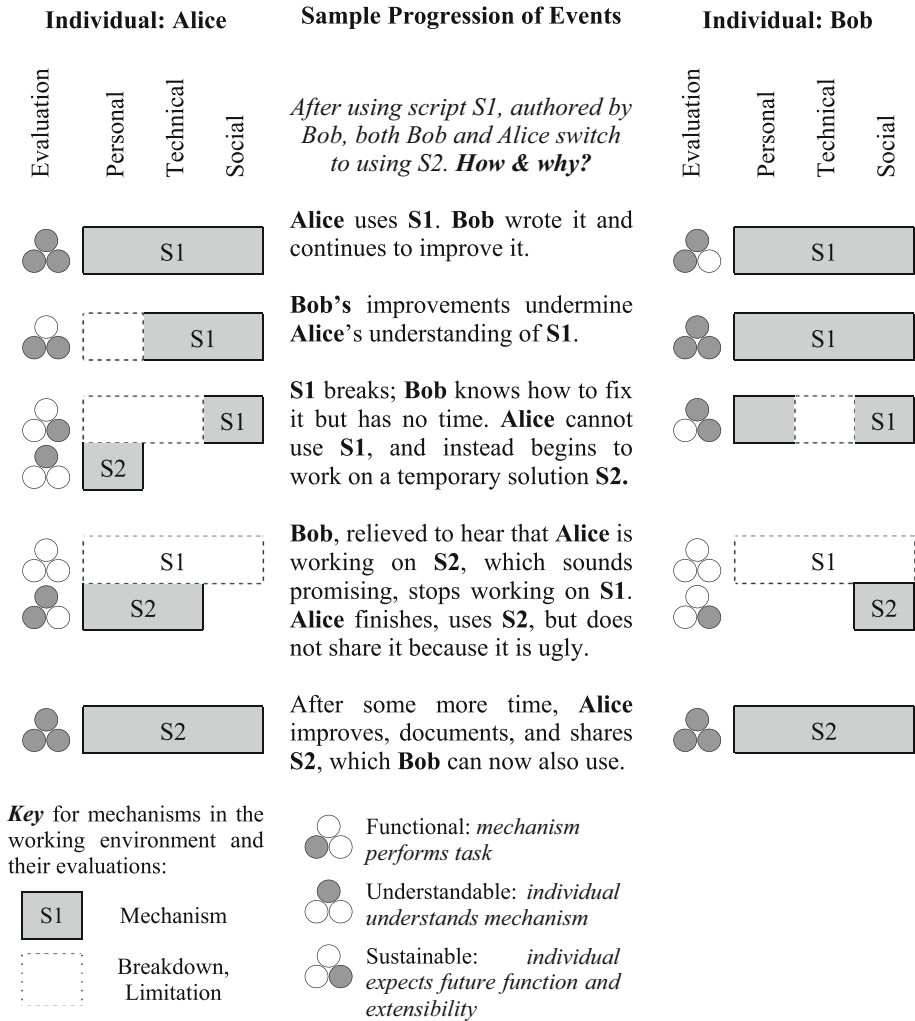 Individual: Alice
Sample Progression of Events
Individual: Bob
Evaluation
Personal
Technical
Social
After using script S1, authored by
Bob, both Bob and Alice switch
to using S2. How & why?
Evaluation
Personal
Technical
Social
S1
Alice uses S1. Bob wrote it and
continues to improve it.
S1
S1
Bob's improvements undermine
Alice's understanding of S1.
S1
S1
S2
S1 breaks; Bob knows how to fix
it but has no time. Alice cannot
use S1, and instead begins to
work on a temporary solution S2.
S1
S1
S2
Bob, relieved to hear that Alice is
working on S2, which sounds
promising, stops working on S1.
Alice finishes, uses S2, but does
not share it because it is ugly.
S1
S2
S2
After some more time, Alice
improves, documents, and shares
S2, which Bob can now also use.
S2
Key for mechanisms in the
working environment and
their evaluations:
S1
Mechanism
Breakdown,
Limitation
Functional: mechanism
performs task
Understandable: individual
understands mechanism
Sustainable: individual
expects future function and
extensibility